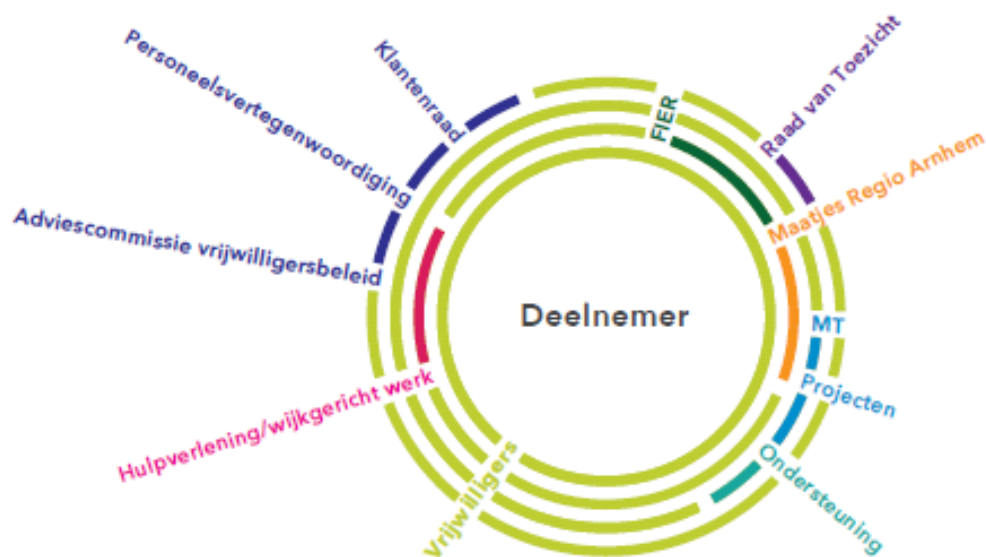 Personeelsvertegenwoordiging
Klantenraad
Raad van Toezicht
FIER
Maatjes Regio Arnhem
Adviescommissie vrijwilligersbeleid
Deelnemer
MT
Projecten
Hulpverlening/wijkgericht werk
Ondersteuning
Vrijwilligers